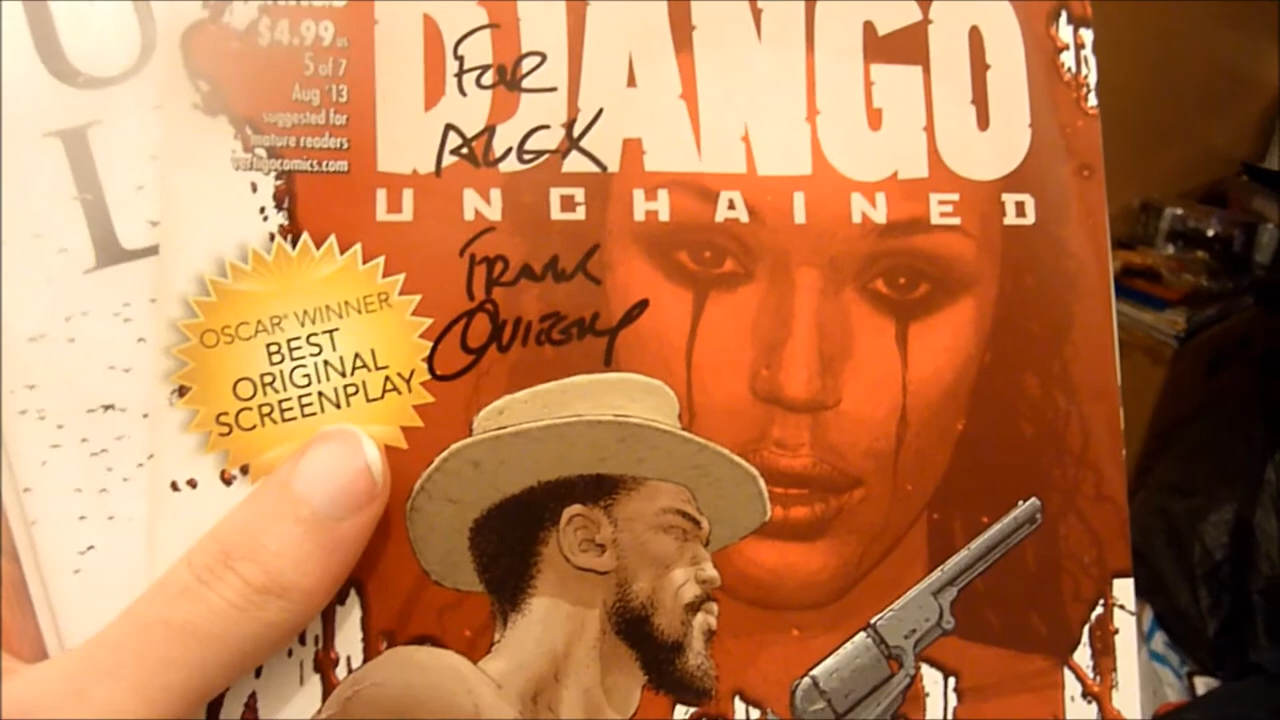 $4.99 US
5 of 7
Aug '13
suggested for
mature readers
vertigocomics.com
DJANGO
UNCHAINED
FOR
ALEX
FRANK
QUITELY
OSCAR® WINNER
BEST
ORIGINAL
SCREENPLAY
U
L